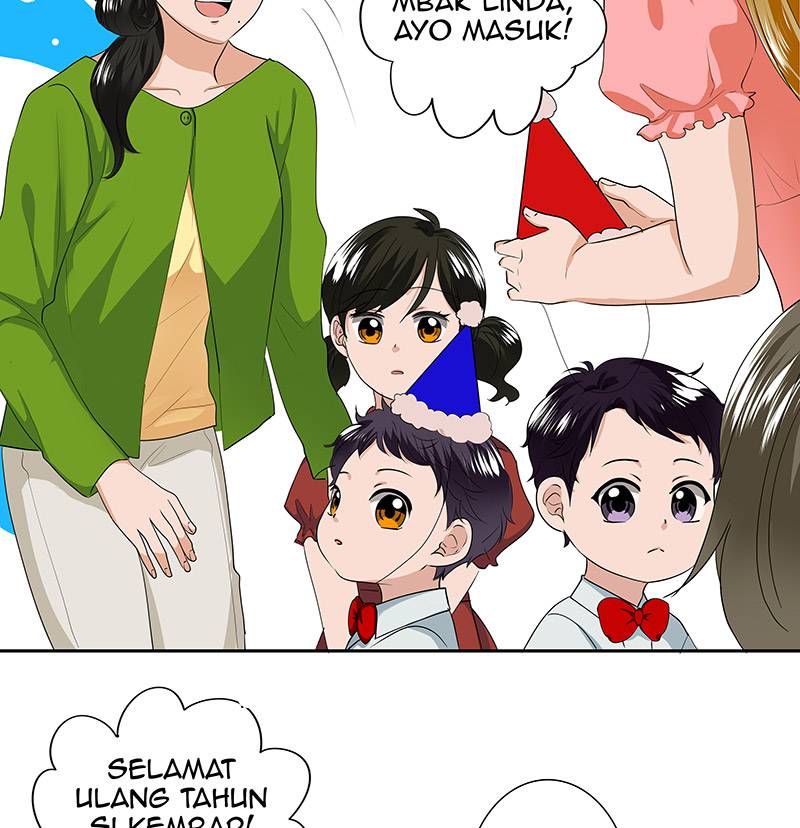 MBAK LINDA,
AYO MASUK!
SELAMAT
ULANG TAHUN
SI KEMBAR!